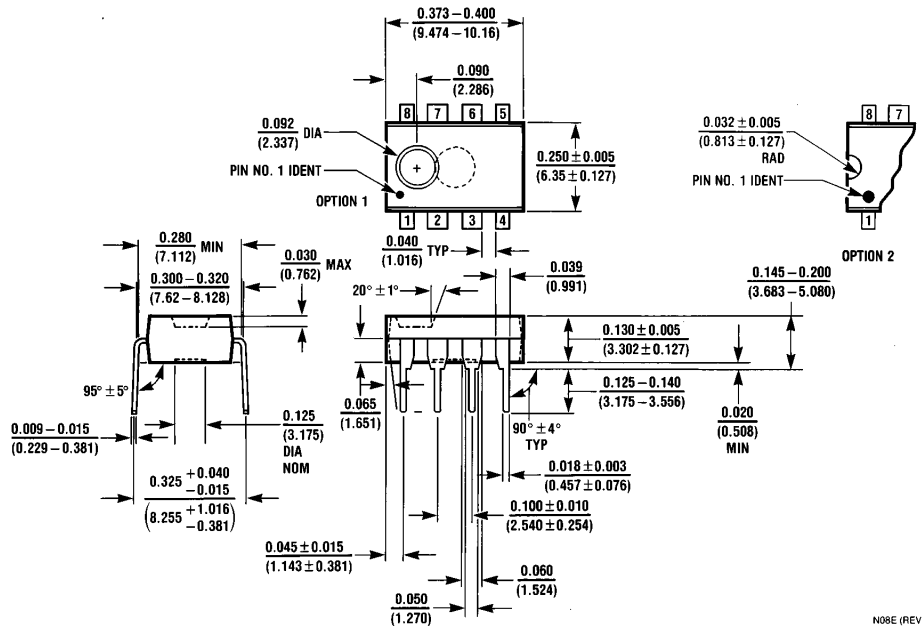 0.373 – 0.400
(9.474 – 10.16)
0.090
(2.286)
8 7 6 5
0.092 DIA
(2.337)
PIN NO. 1 IDENT
OPTION 1
1 2 3 4
0.250 ± 0.005
(6.35 ± 0.127)
8 7
0.032 ± 0.005
(0.813 ± 0.127)
RAD
PIN NO. 1 IDENT
1
OPTION 2
0.280 MIN
(7.112)
0.300 – 0.320
(7.62 – 8.128)
0.030 MAX
(0.762)
0.040 TYP
(1.016)
0.039
(0.991)
20° ± 1°
0.145 – 0.200
(3.683 – 5.080)
0.130 ± 0.005
(3.302 ± 0.127)
0.125 – 0.140
(3.175 – 3.556)
0.020
(0.508)
MIN
95° ± 5°
0.009 – 0.015
(0.229 – 0.381)
0.125
(3.175)
DIA
NOM
0.065
(1.651)
90° ± 4°
TYP
0.018 ± 0.003
(0.457 ± 0.076)
0.325 +0.040
–0.015
(8.255 +1.016
–0.381)
0.100 ± 0.010
(2.540 ± 0.254)
0.045 ± 0.015
(1.143 ± 0.381)
0.060
(1.524)
0.050
(1.270)
N08E (REV